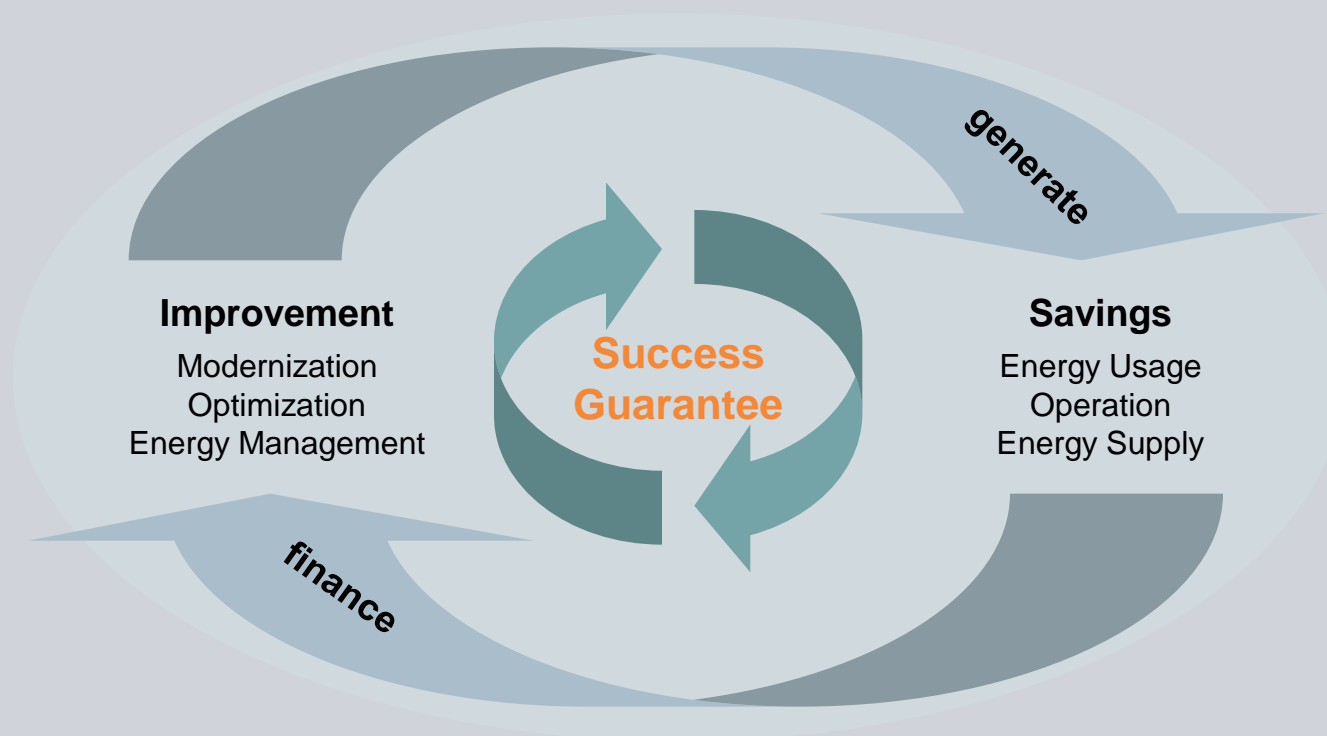 generate
Improvement
Modernization
Optimization
Energy Management
Success
Guarantee
Savings
Energy Usage
Operation
Energy Supply
finance